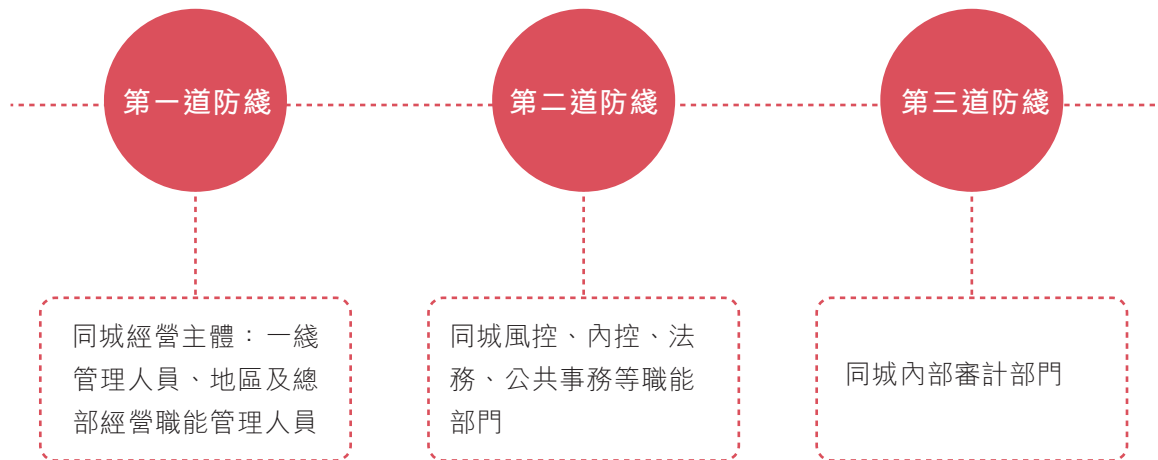 第一道防綫
第二道防綫
第三道防綫
同城經營主體：一綫
管理人員、地區及總
部經營職能管理人員
同城風控、內控、法
務、公共事務等職能
部門
同城內部審計部門